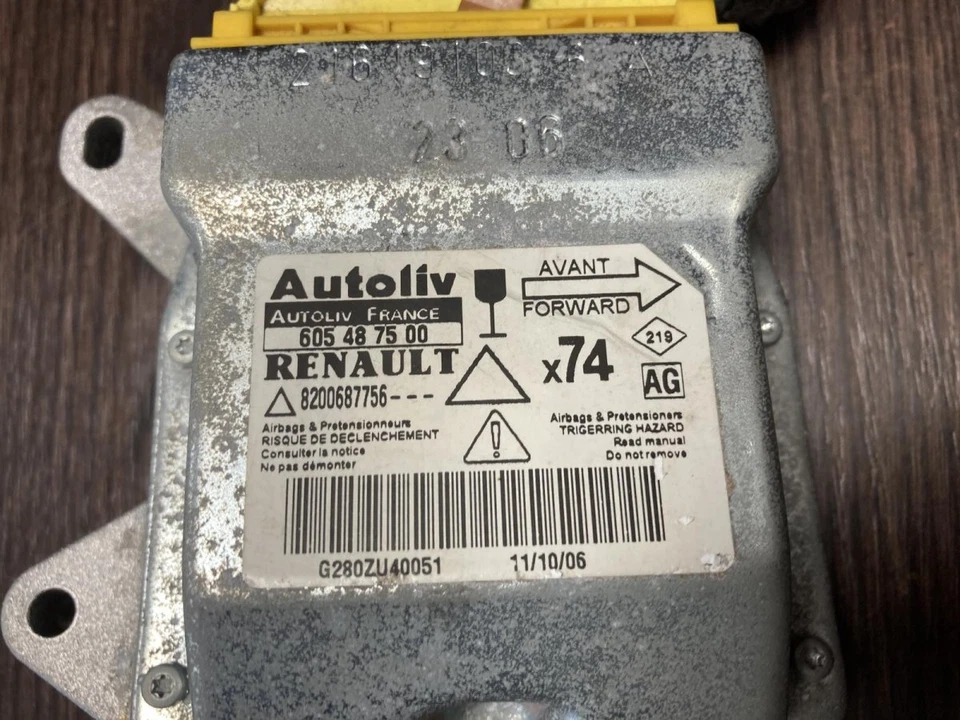 23 06
Autoliv
AUTOLIV FRANCE
605 48 75 00
RENAULT
8200687756---
AVANT
FORWARD
x74
219
AG
Airbags & Pretensionneurs
RISQUE DE DECLENCHEMENT
Consulter la notice
Ne pas démonter
!
Airbags & Pretensioners
TRIGERRING HAZARD
Read manual
Do not remove
G280ZU40051 11/10/06